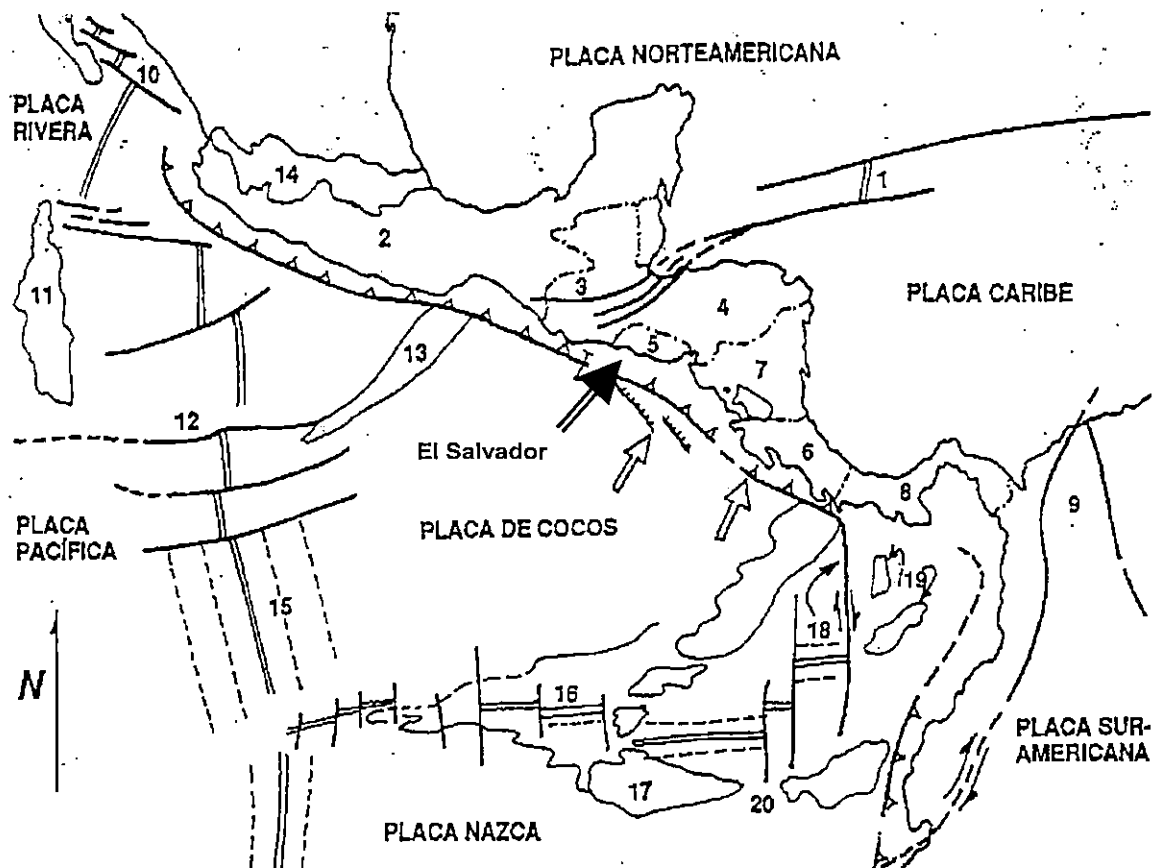 PLACA NORTEAMERICANA
10
PLACA
RIVERA
14
1
2
3
11
4
PLACA CARIBE
5
13
7
12
6
El Salvador
8
9
PLACA
PACÍFICA
PLACA DE COCOS
15
19
18
N
16
PLACA SUR-
AMERICANA
17
20
PLACA NAZCA